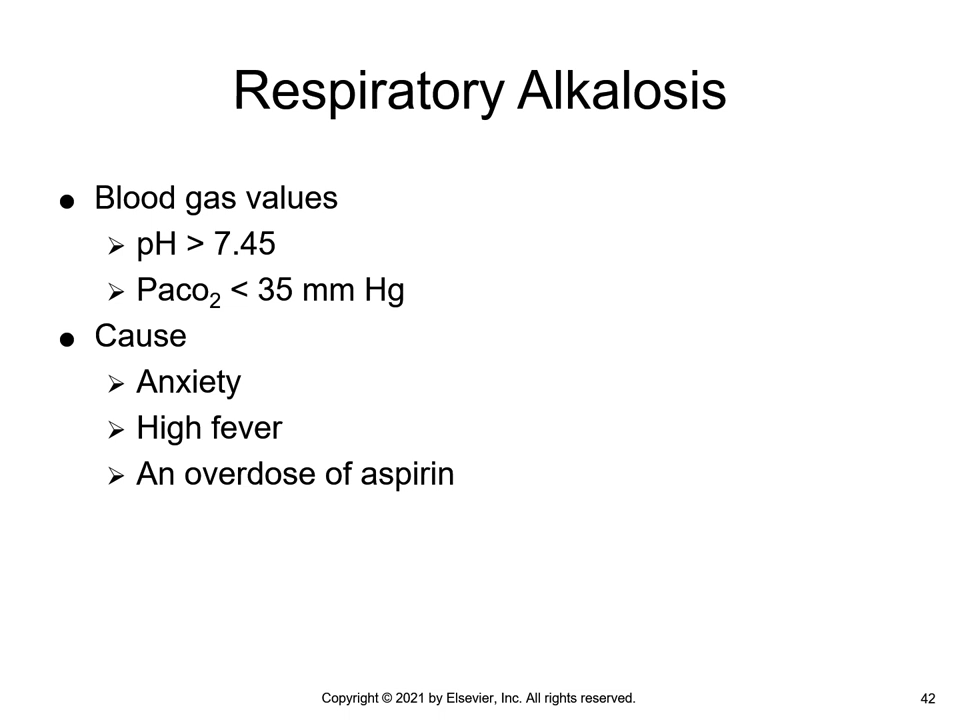 Respiratory Alkalosis
● Blood gas values
➢ pH > 7.45
➢ Paco₂ < 35 mm Hg
● Cause
➢ Anxiety
➢ High fever
➢ An overdose of aspirin
Copyright © 2021 by Elsevier, Inc. All rights reserved.
42